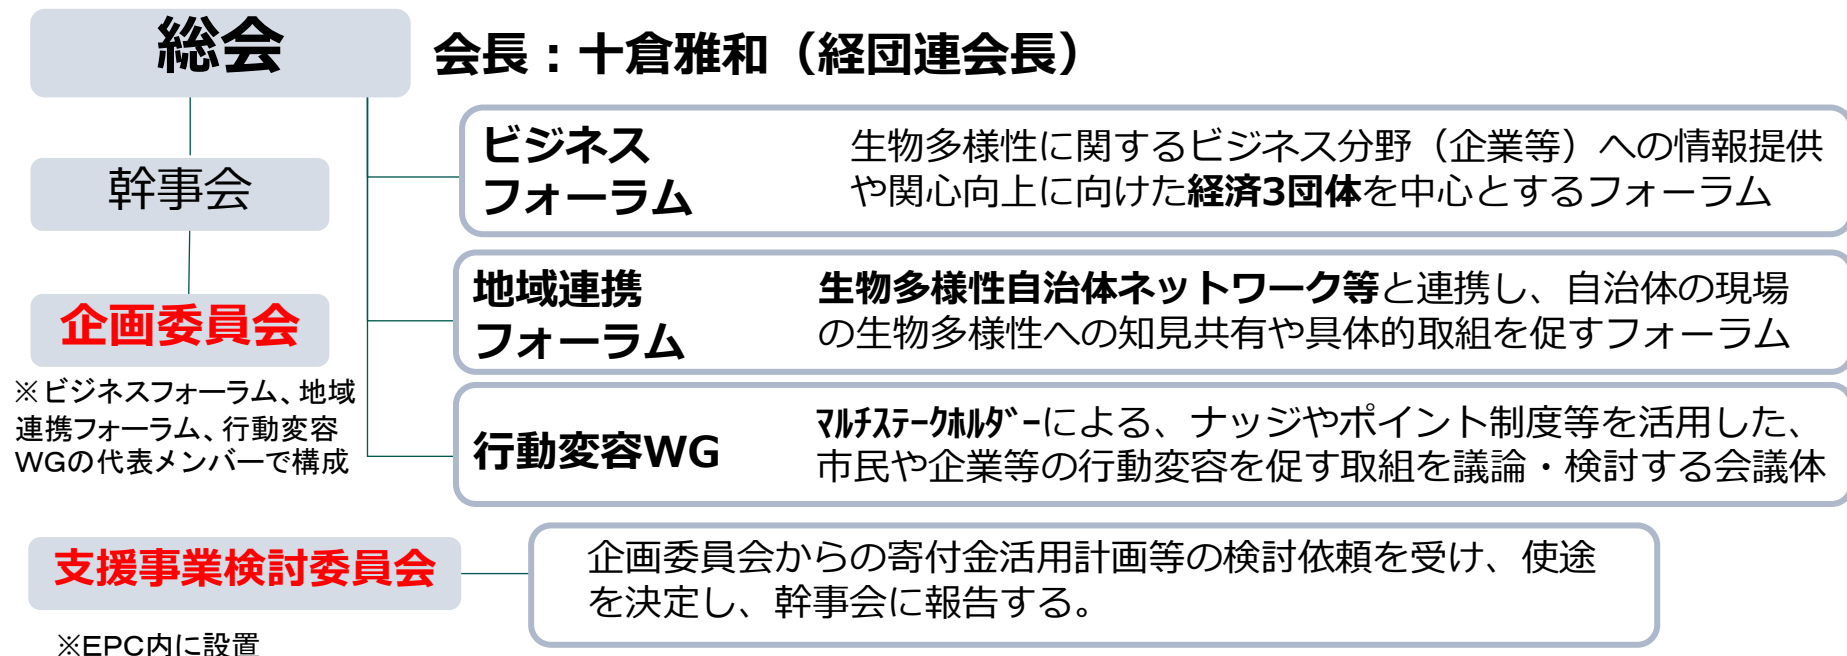 総会
会長：十倉雅和（経団連会長）
幹事会
企画委員会
※ビジネスフォーラム、地域
連携フォーラム、行動変容
WGの代表メンバーで構成
ビジネス
フォーラム
生物多様性に関するビジネス分野（企業等）への情報提供
や関心向上に向けた経済3団体を中心とするフォーラム
地域連携
フォーラム
生物多様性自治体ネットワーク等と連携し、自治体の現場
の生物多様性への知見共有や具体的取組を促すフォーラム
行動変容WG
ﾏﾙﾁｽﾃｰｸﾎﾙﾀﾞｰによる、ナッジやポイント制度等を活用した、
市民や企業等の行動変容を促す取組を議論・検討する会議体
支援事業検討委員会
※EPC内に設置
企画委員会からの寄付金活用計画等の検討依頼を受け、使途
を決定し、幹事会に報告する。